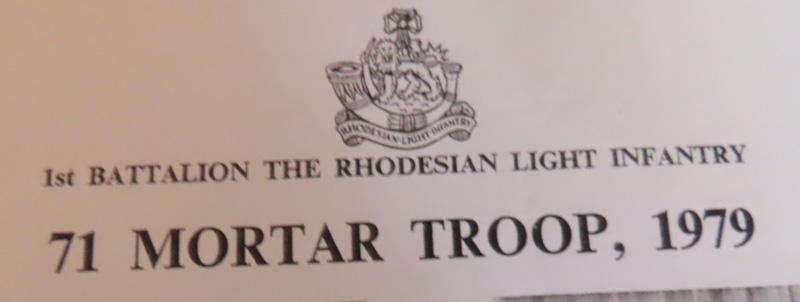 RHODESIAN·LIGHT·INFANTRY
1st BATTALION THE RHODESIAN LIGHT INFANTRY
71 MORTAR TROOP, 1979